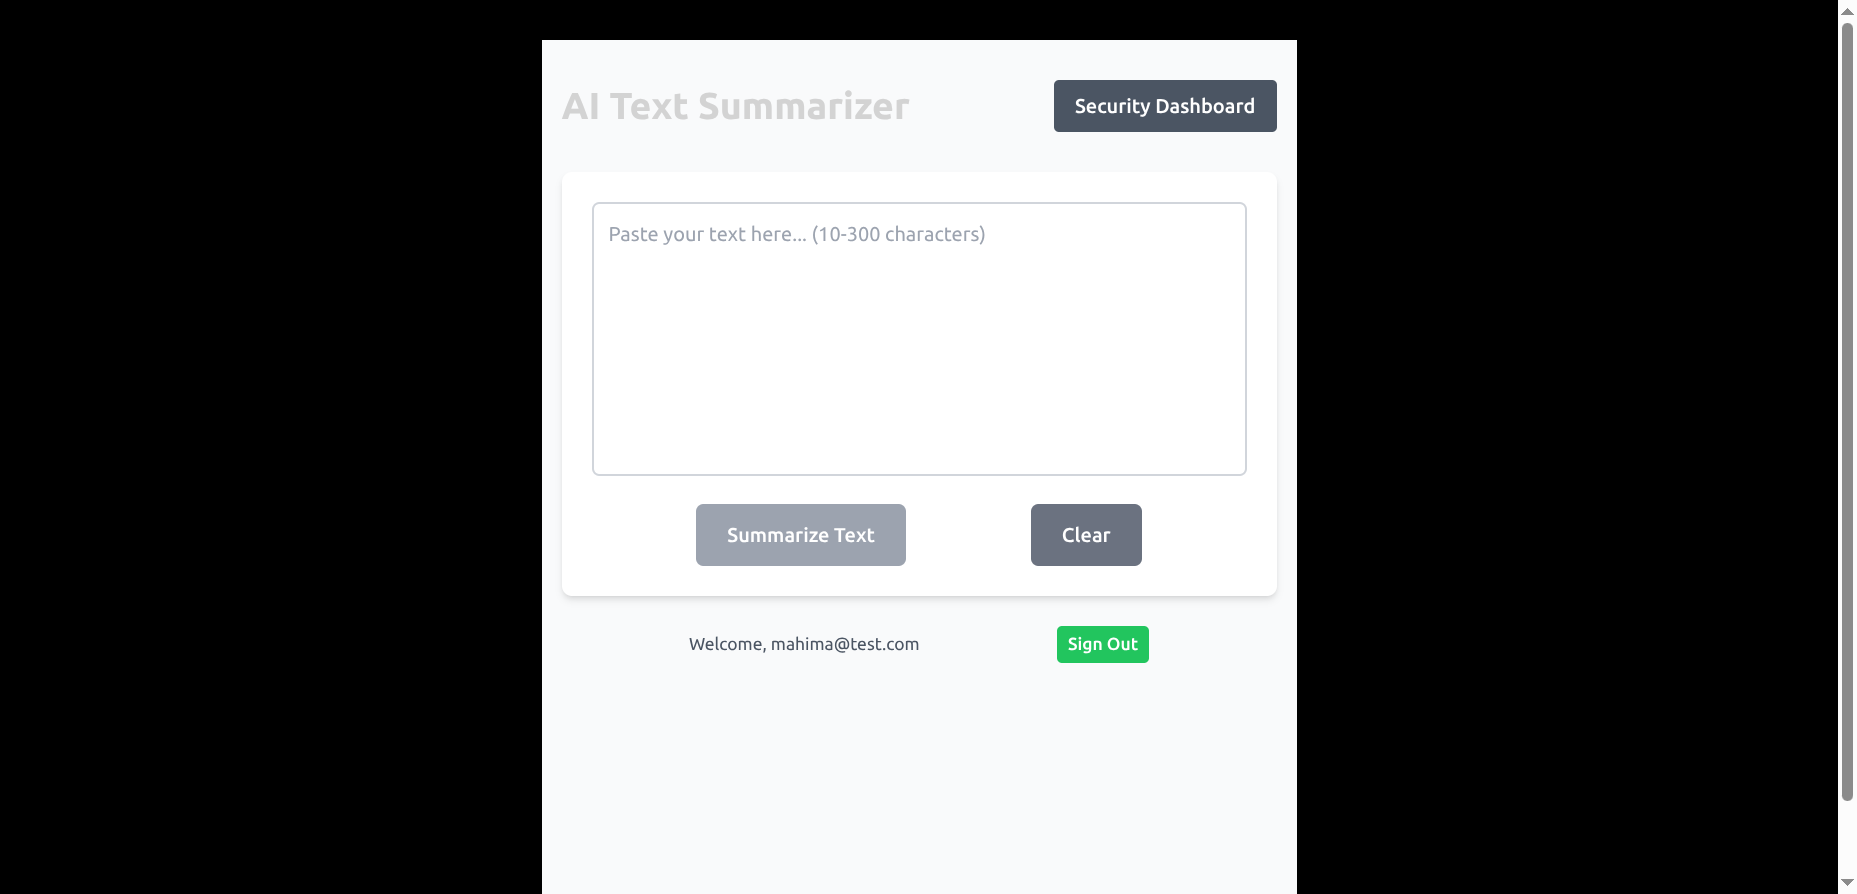 AI Text Summarizer
Security Dashboard
Paste your text here... (10-300 characters)
Summarize Text
Clear
Welcome, mahima@test.com
Sign Out